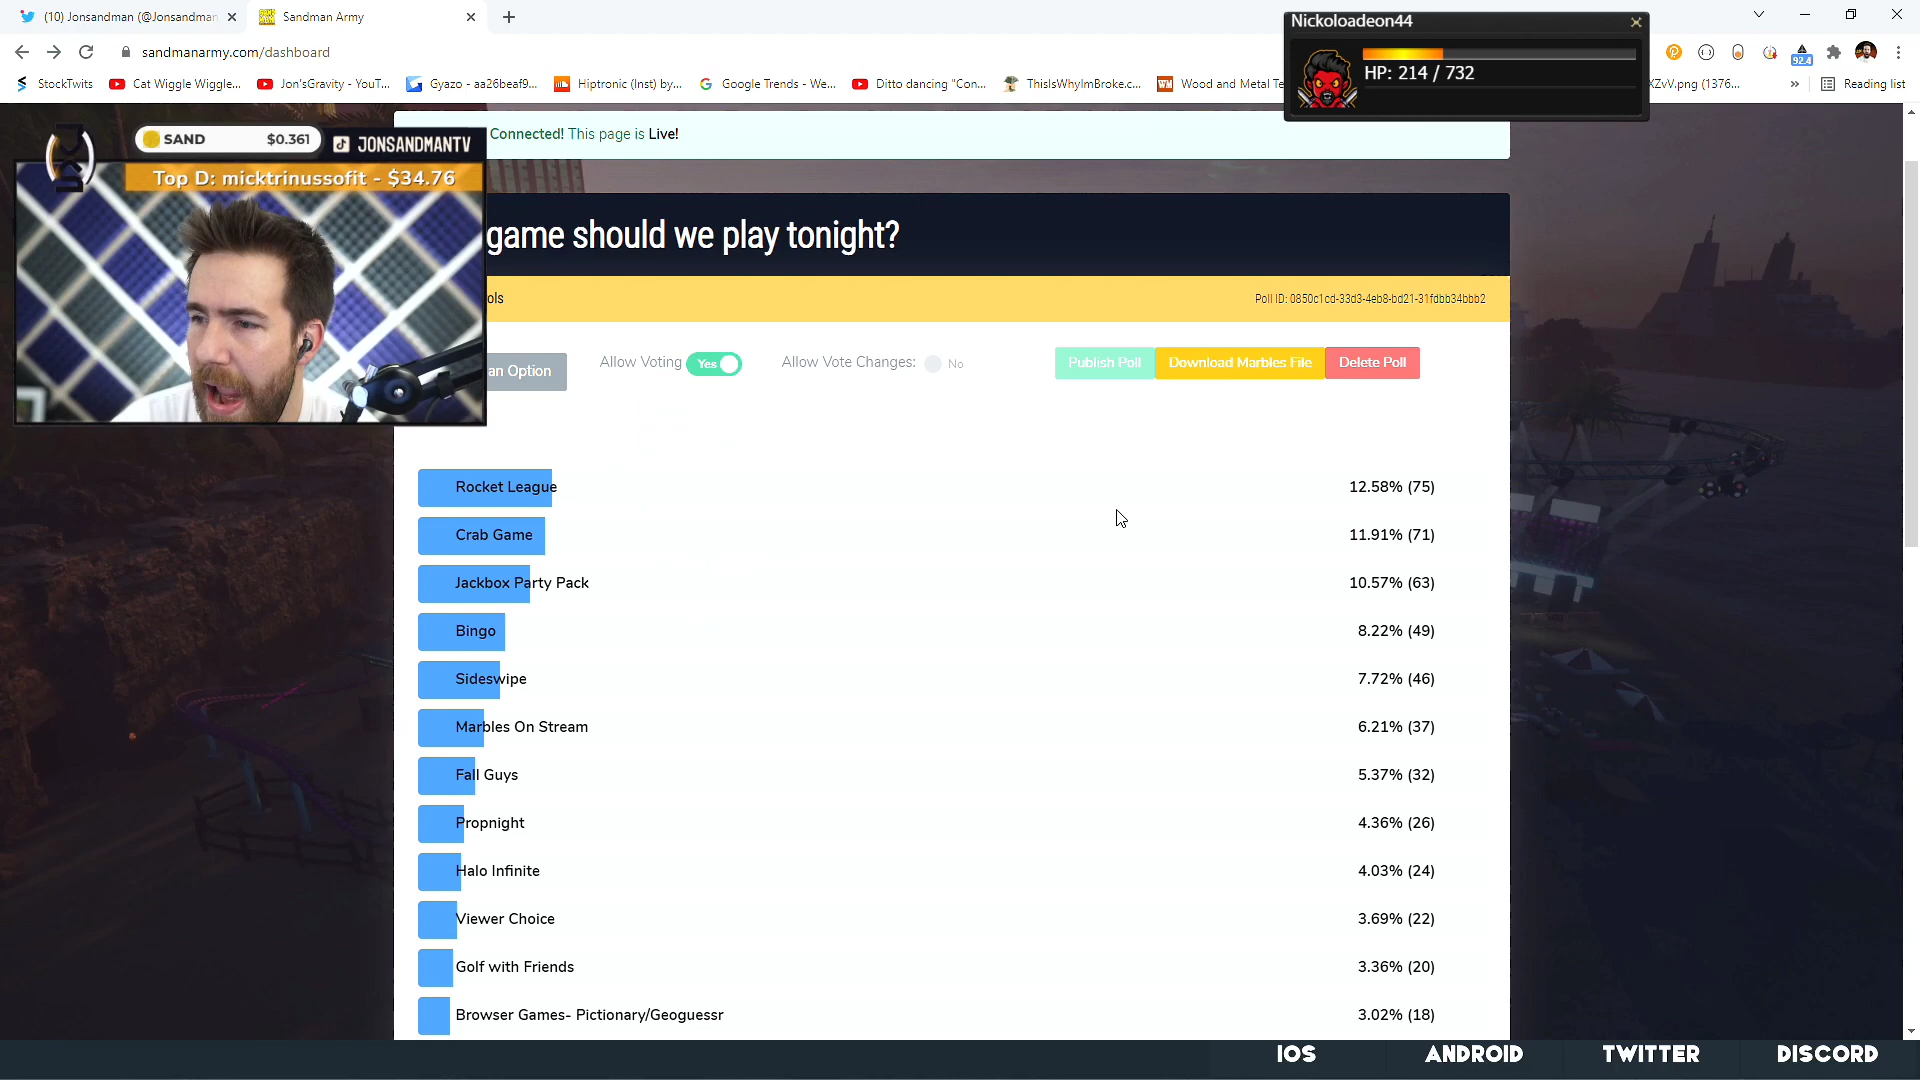 (10) Jonsandman (@Jonsandman
Sandman Army
sandmanarmy.com/dashboard
StockTwits
Cat Wiggle Wiggle...
Jon'sGravity - YouT...
Gyazo - aa26beaf9...
Hiptronic (Inst) by...
Google Trends - We...
Ditto dancing "Con...
ThisIsWhyImBroke.c...
Wood and Metal Te
XZvV.png (1376...
»
Reading list
92.4
Nickoloadeon44
HP: 214 / 732
SAND $0.361
JONSANDMANTV
Top D: micktrinussofit - $34.76
Connected! This page is Live!
game should we play tonight?
ols
Poll ID: 0850c1cd-33d3-4eb8-bd21-31fdbb34bbb2
an Option
Allow Voting Yes
Allow Vote Changes: No
Publish Poll
Download Marbles File
Delete Poll
Rocket League 12.58% (75)
Crab Game 11.91% (71)
Jackbox Party Pack 10.57% (63)
Bingo 8.22% (49)
Sideswipe 7.72% (46)
Marbles On Stream 6.21% (37)
Fall Guys 5.37% (32)
Propnight 4.36% (26)
Halo Infinite 4.03% (24)
Viewer Choice 3.69% (22)
Golf with Friends 3.36% (20)
Browser Games- Pictionary/Geoguessr 3.02% (18)
IOS
ANDROID
TWITTER
DISCORD